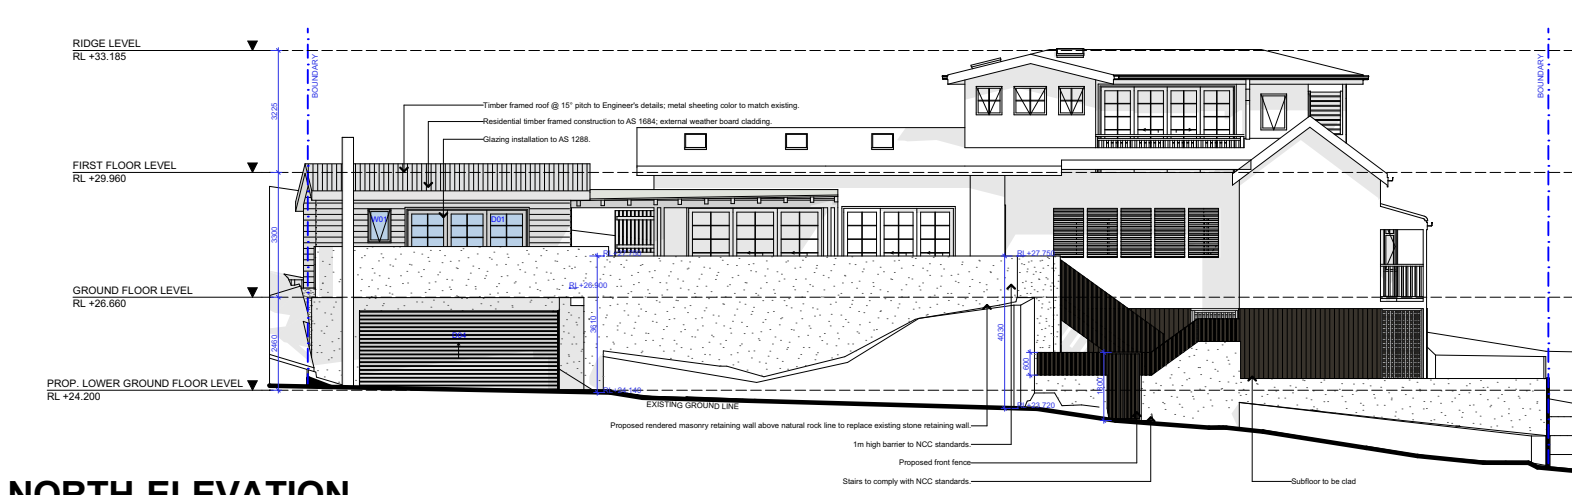 RIDGE LEVEL
RL +33.185
BOUNDARY
BOUNDARY
3225
Timber framed roof @ 15° pitch to Engineer's details; metal sheeting color to match existing.
Residential timber framed construction to AS 1684; external weather board cladding.
Glazing installation to AS 1288.
FIRST FLOOR LEVEL
RL +29.960
W01
D01
3300
RL +27.750
RL +26.900
GROUND FLOOR LEVEL
RL +26.660
3610
4030
2460
600
PROP. LOWER GROUND FLOOR LEVEL
RL +24.200
RL +24.140
EXISTING GROUND LINE
RL +23.720
Proposed rendered masonry retaining wall above natural rock line to replace existing stone retaining wall.
1m high barrier to NCC standards.
Proposed front fence
Stairs to comply with NCC standards.
Subfloor to be clad
NORTH ELEVATION